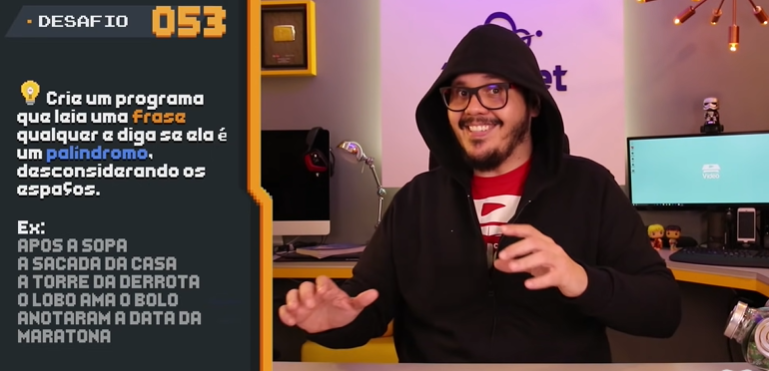 DESAFIO 053
Crie um programa
que leia uma frase
qualquer e diga se ela é
um palíndromo,
desconsiderando os
espaços.
Ex:
APOS A SOPA
A SACADA DA CASA
A TORRE DA DERROTA
O LOBO AMA O BOLO
ANOTARAM A DATA DA
MARATONA